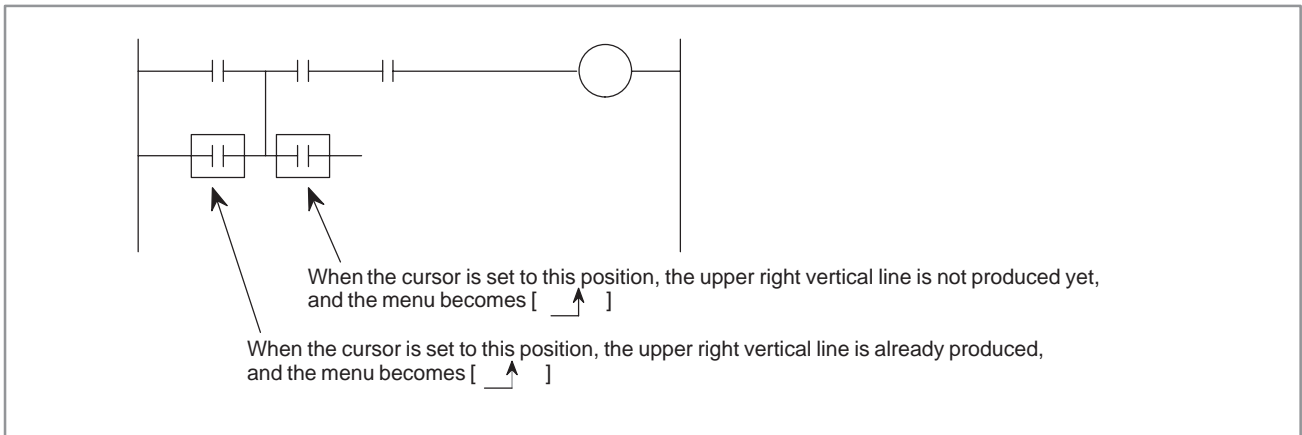 When the cursor is set to this position, the upper right vertical line is not produced yet,
and the menu becomes [ ]
When the cursor is set to this position, the upper right vertical line is already produced,
and the menu becomes [ ]